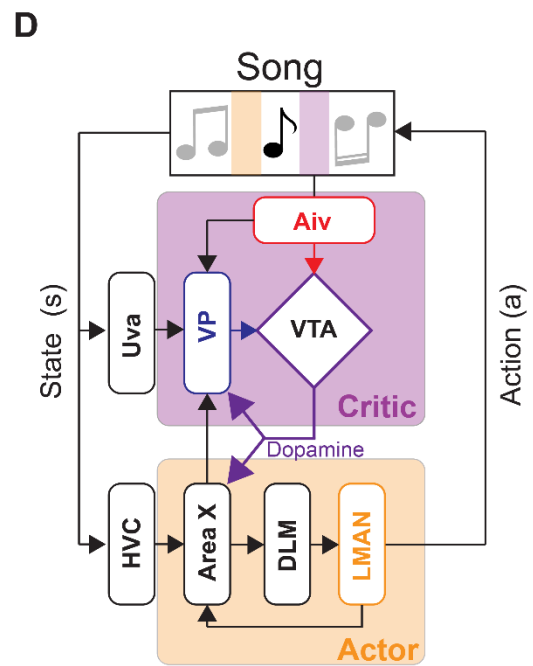 D
Song
Aiv
State (s)
Uva
VP
VTA
Action (a)
Critic
Dopamine
HVC
Area X
DLM
LMAN
Actor